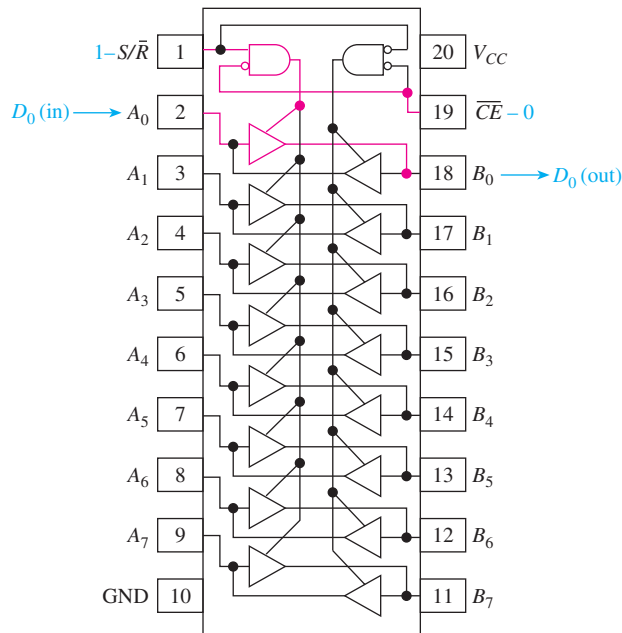 1–S/R̄ 1 20 V_CC
D₀ (in) A₀ 2 19 C̅E̅ – 0
A₁ 3 18 B₀ D₀ (out)
A₂ 4 17 B₁
A₃ 5 16 B₂
A₄ 6 15 B₃
A₅ 7 14 B₄
A₆ 8 13 B₅
A₇ 9 12 B₆
GND 10 11 B₇